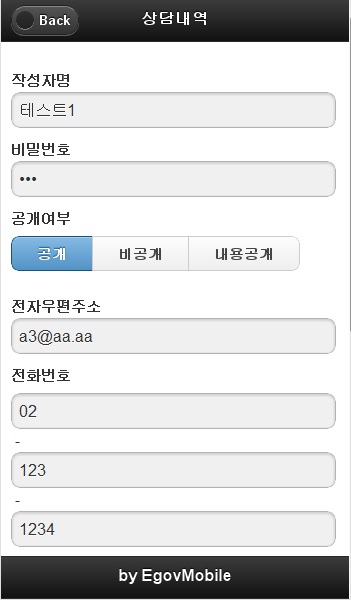 Back
상담내역
작성자명
테스트1
비밀번호
•••
공개여부
공개 비공개 내용공개
전자우편주소
a3@aa.aa
전화번호
02
-
123
-
1234
by EgovMobile